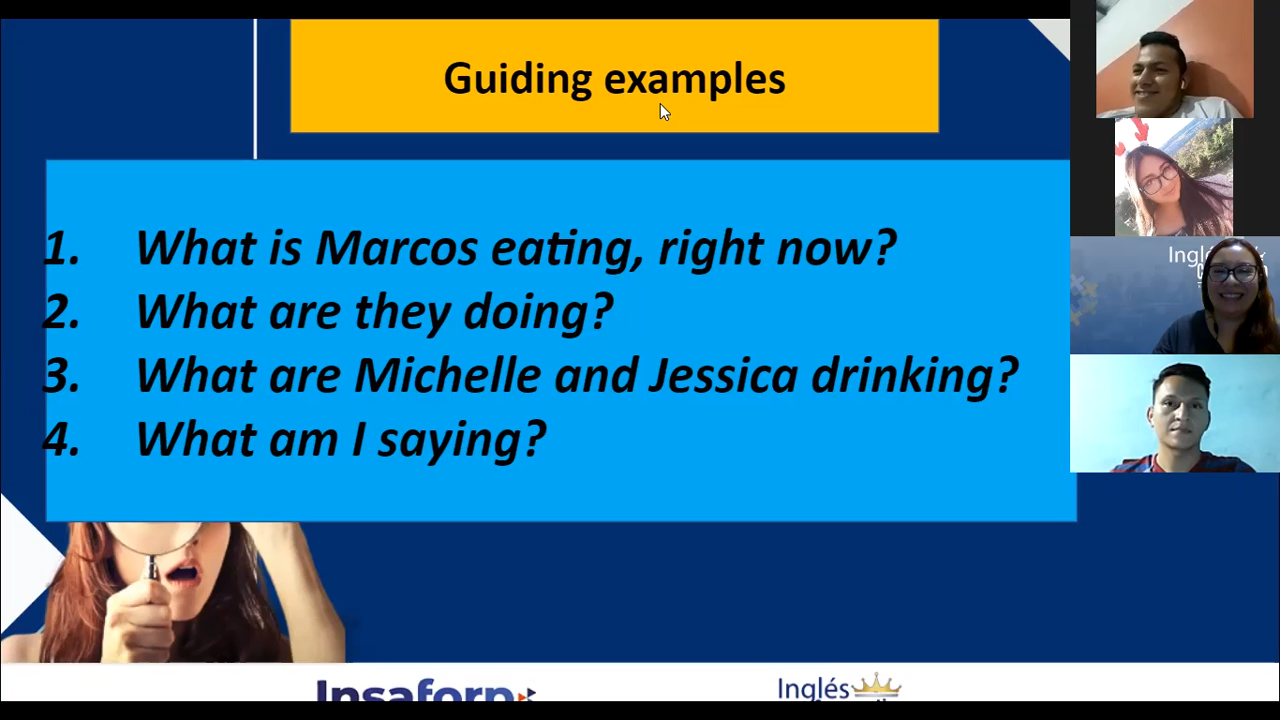 Guiding examples
1. What is Marcos eating, right now?
2. What are they doing?
3. What are Michelle and Jessica drinking?
4. What am I saying?
Insaforp
Inglés